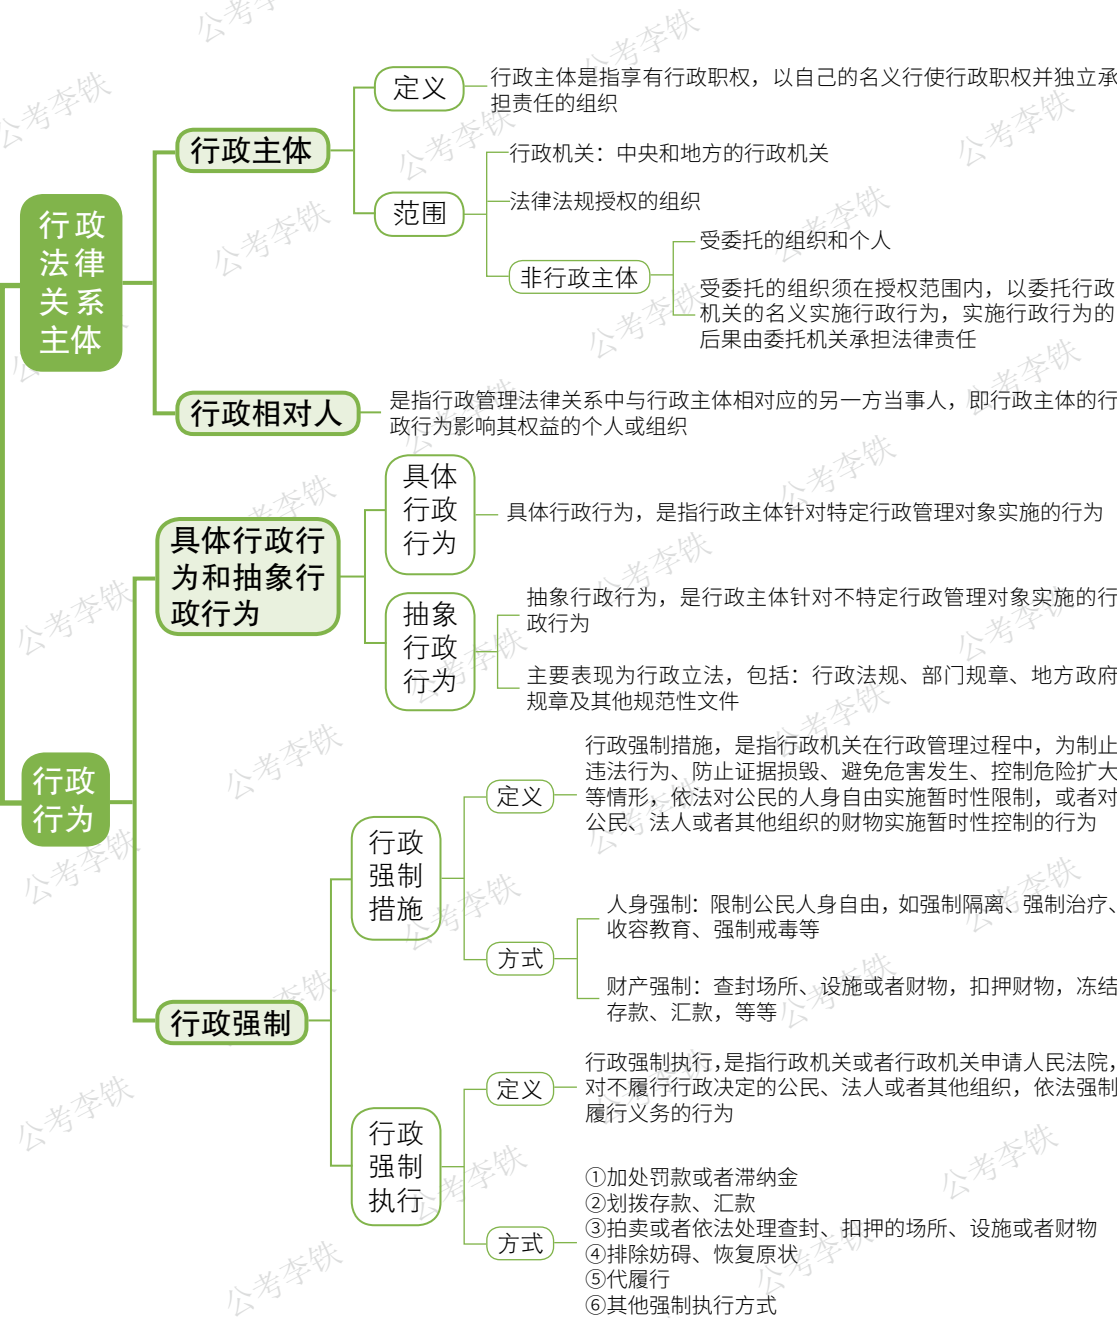 行政
法律
关系
主体
行政主体
定义
行政主体是指享有行政职权，以自己的名义行使行政职权并独立承
担责任的组织
范围
行政机关：中央和地方的行政机关
法律法规授权的组织
非行政主体
受委托的组织和个人
受委托的组织须在授权范围内，以委托行政
机关的名义实施行政行为，实施行政行为的
后果由委托机关承担法律责任
行政相对人
是指行政管理法律关系中与行政主体相对应的另一方当事人，即行政主体的行
政行为影响其权益的个人或组织
行政
行为
具体行政行
为和抽象行
政行为
具体
行政
行为
具体行政行为，是指行政主体针对特定行政管理对象实施的行为
抽象
行政
行为
抽象行政行为，是行政主体针对不特定行政管理对象实施的行
政行为
主要表现为行政立法，包括：行政法规、部门规章、地方政府
规章及其他规范性文件
行政强制
行政
强制
措施
定义
行政强制措施，是指行政机关在行政管理过程中，为制止
违法行为、防止证据损毁、避免危害发生、控制危险扩大
等情形，依法对公民的人身自由实施暂时性限制，或者对
公民、法人或者其他组织的财物实施暂时性控制的行为
方式
人身强制：限制公民人身自由，如强制隔离、强制治疗、
收容教育、强制戒毒等
财产强制：查封场所、设施或者财物，扣押财物，冻结
存款、汇款，等等
行政
强制
执行
定义
行政强制执行，是指行政机关或者行政机关申请人民法院，
对不履行行政决定的公民、法人或者其他组织，依法强制
履行义务的行为
方式
①加处罚款或者滞纳金
②划拨存款、汇款
③拍卖或者依法处理查封、扣押的场所、设施或者财物
④排除妨碍、恢复原状
⑤代履行
⑥其他强制执行方式
公考李铁